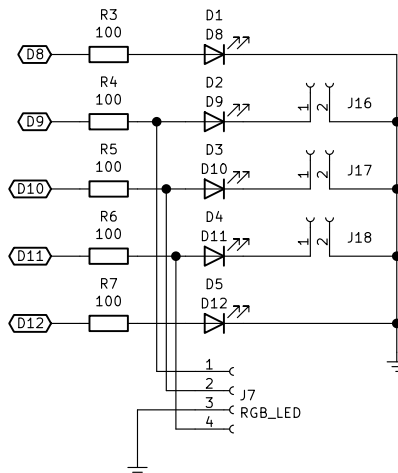 R3 D1
D8 100 D8
R4 D2
D9 100 D9 1 2 J16
R5 D3
D10 100 D10 1 2 J17
R6 D4
D11 100 D11 1 2 J18
R7 D5
D12 100 D12
1
2 J7
3 RGB_LED
4